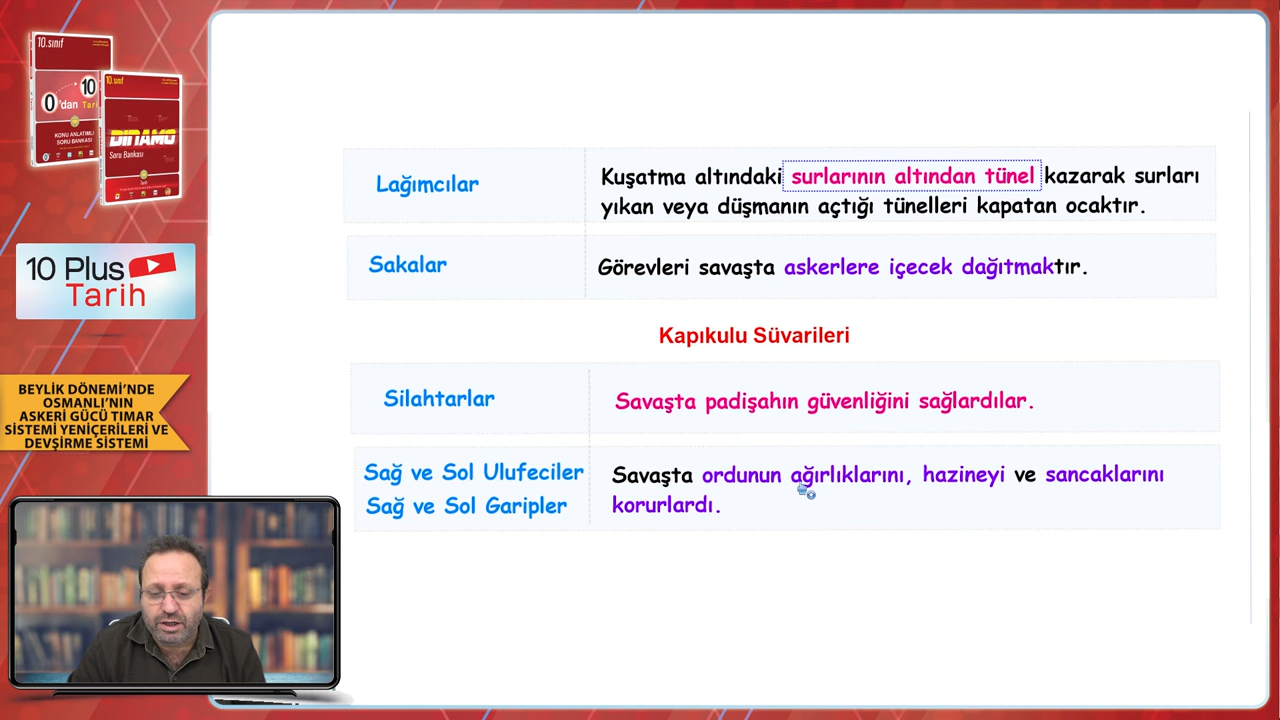 10.sınıf
0'dan 10
Tarih
KONU ANLATIMLI
SORU BANKASI
10.sınıf
DINAMO
Soru Bankası
Tarih
10 Plus
Tarih
BEYLİK DÖNEMİ'NDE
OSMANLI'NIN
ASKERİ GÜCÜ TIMAR
SİSTEMİ YENİÇERİLERİ VE
DEVŞİRME SİSTEMİ
Lağımcılar
Kuşatma altındaki surlarının altından tünel kazarak surları
yıkan veya düşmanın açtığı tünelleri kapatan ocaktır.
Sakalar
Görevleri savaşta askerlere içecek dağıtmaktır.
Kapıkulu Süvarileri
Silahtarlar
Savaşta padişahın güvenliğini sağlardılar.
Sağ ve Sol Ulufeciler
Sağ ve Sol Garipler
Savaşta ordunun ağırlıklarını, hazineyi ve sancaklarını
korurlardı.